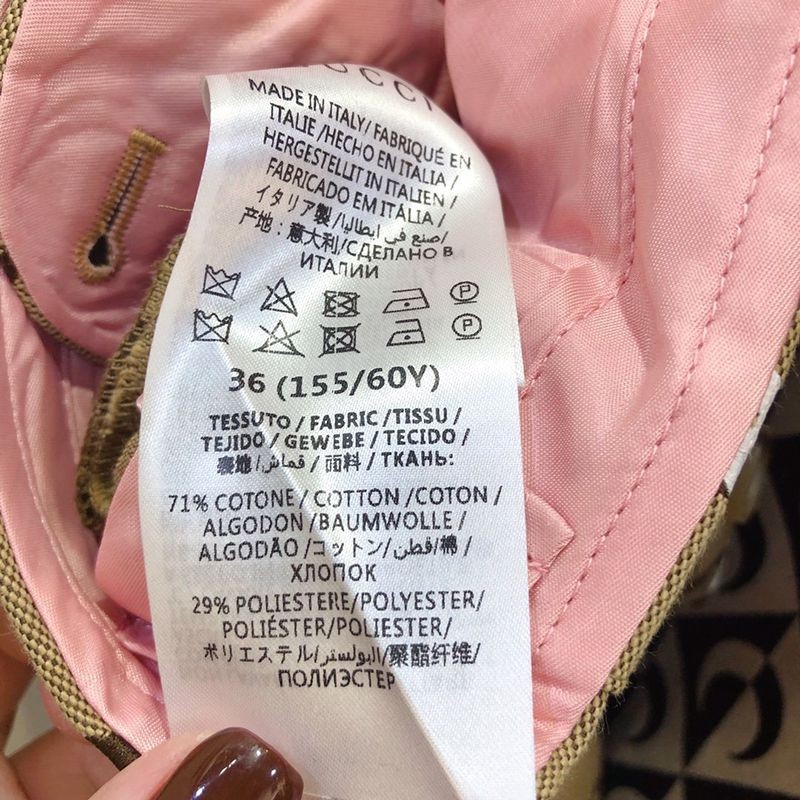 GUCCI
MADE IN ITALY/FABRIQUÉ EN
ITALIE/HECHO EN ITALIA/
HERGESTELLT IN ITALIEN/
FABRICADO EM ITÁLIA/
イタリア製/صنع في ايطاليا/
产地：意大利/СДЕЛАНО В
ИТАЛИИ
P
P
36 (155/60Y)
TESSUTO/FABRIC/TISSU/
TEJIDO/GEWEBE/TECIDO/
表地/قماش/面料/ТКАНЬ:
71% COTONE/COTTON/COTON/
ALGODON/BAUMWOLLE/
ALGODÃO/コットン/قطن/棉/
ХЛОПОК
29% POLIESTERE/POLYESTER/
POLIÉSTER/POLIESTER/
ポリエステル/البولستر/聚酯纤维/
ПОЛИЭСТЕР